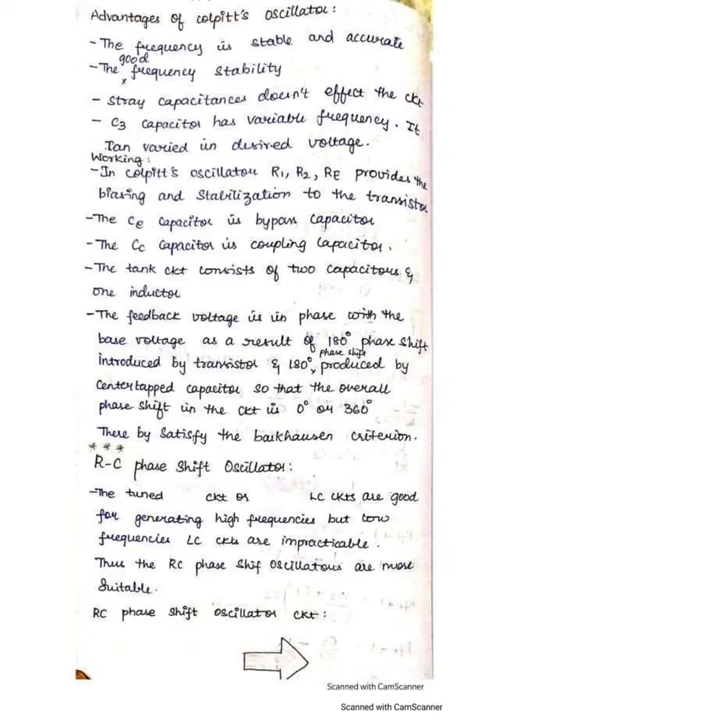 Advantages of colpitt's oscillator:
- The frequency is stable and accurate
- The good frequency stability
- Stray capacitances doesn't effect the ckt
- C3 capacitor has variable frequency. It
Tan varied in desired voltage.
Working:
- In colpitt's oscillator R1, R2, RE provides the
biasing and Stabilization to the transistor
- The CE capacitor is bypass capacitor
- The CC capacitor is coupling capacitor.
- The tank ckt consists of two capacitors &
one inductor
- The feedback voltage is in phase with the
base voltage as a result of 180° phase shift
introduced by transistor & 180° phase shift produced by
center tapped capacitor so that the overall
phase shift in the ckt is 0° or 360°
There by satisfy the barkhausen criterion.
***
R-C phase Shift Oscillator:
- The tuned ckt or LC ckts are good
for generating high frequencies but low
frequencies LC ckts are impracticable.
Thus the RC phase Shif Oscillators are more
Suitable.
RC phase shift oscillator ckt:
Scanned with CamScanner
Scanned with CamScanner